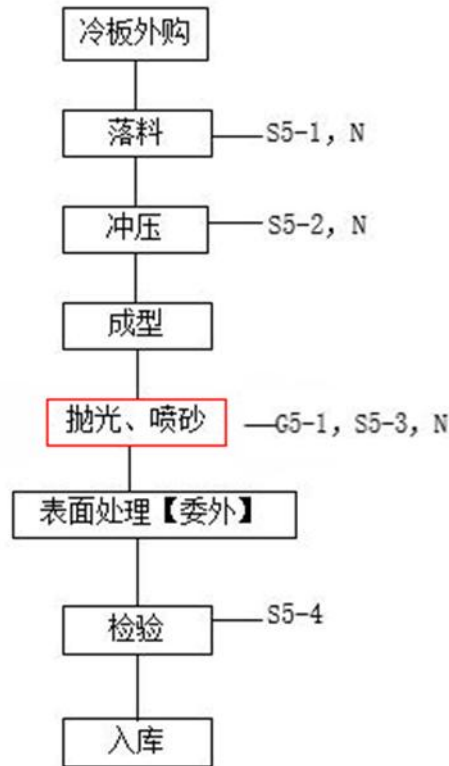 冷板外购
落料
S5-1, N
冲压
S5-2, N
成型
抛光、喷砂
G5-1, S5-3, N
表面处理【委外】
检验
S5-4
入库